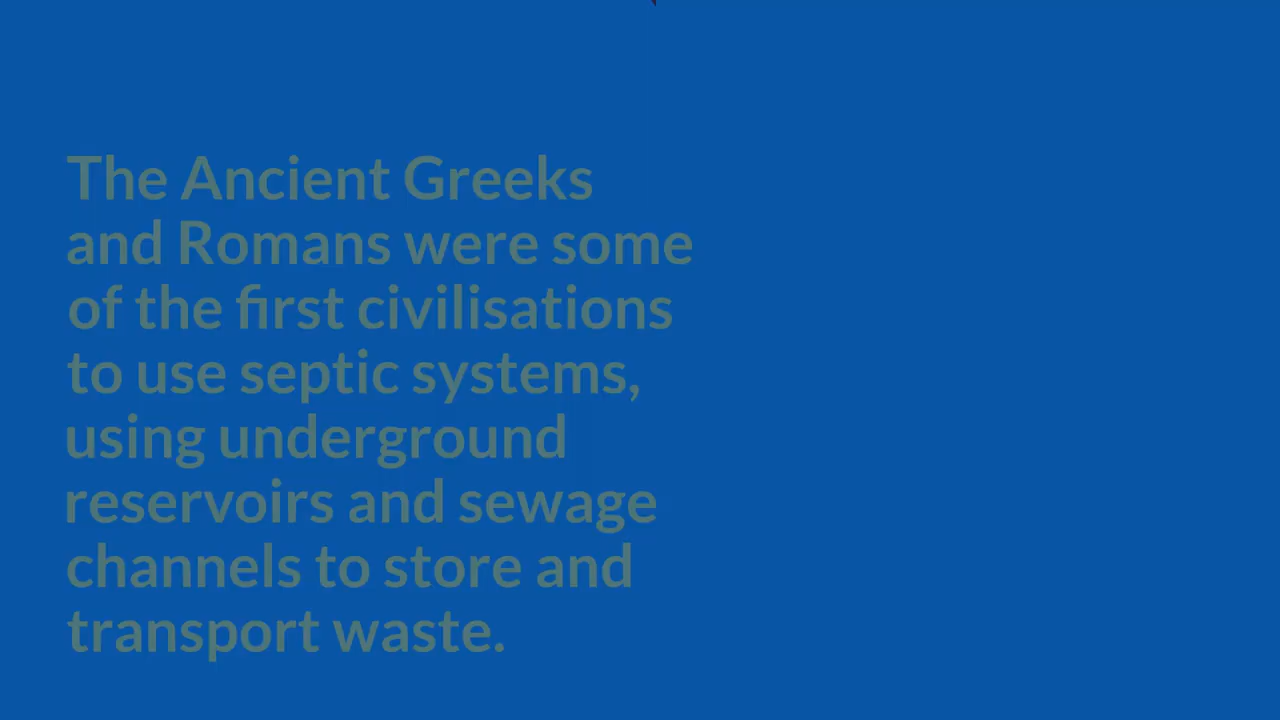 The Ancient Greeks
and Romans were some
of the first civilisations
to use septic systems,
using underground
reservoirs and sewage
channels to store and
transport waste.